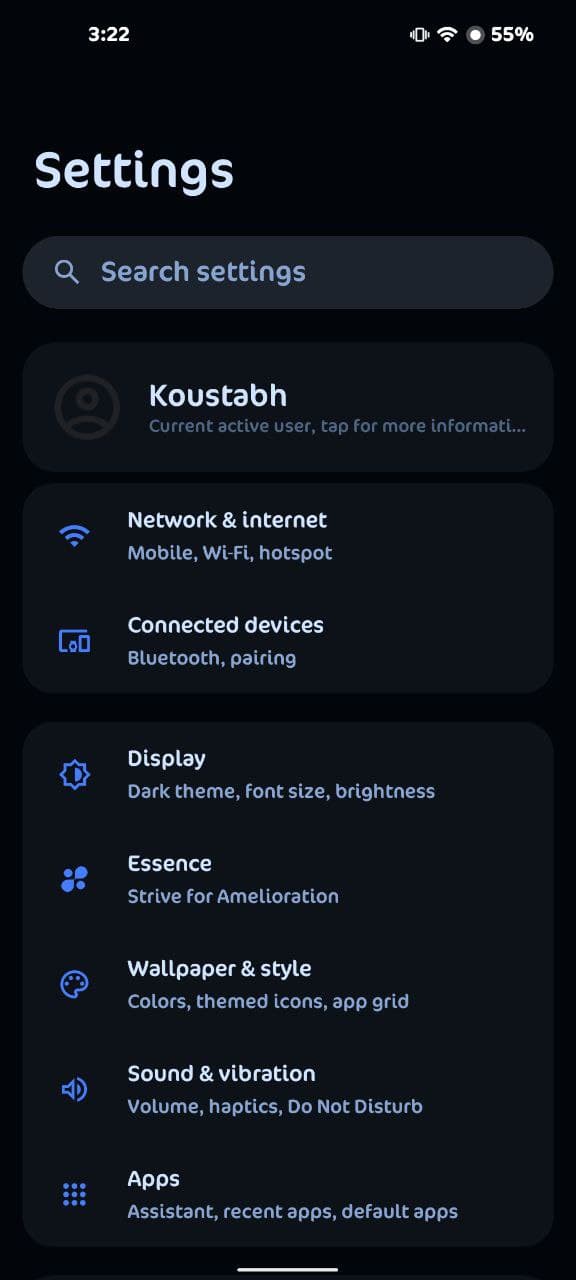 3:22
55%
Settings
Search settings
Koustabh
Current active user, tap for more informati...
Network & internet
Mobile, Wi-Fi, hotspot
Connected devices
Bluetooth, pairing
Display
Dark theme, font size, brightness
Essence
Strive for Amelioration
Wallpaper & style
Colors, themed icons, app grid
Sound & vibration
Volume, haptics, Do Not Disturb
Apps
Assistant, recent apps, default apps